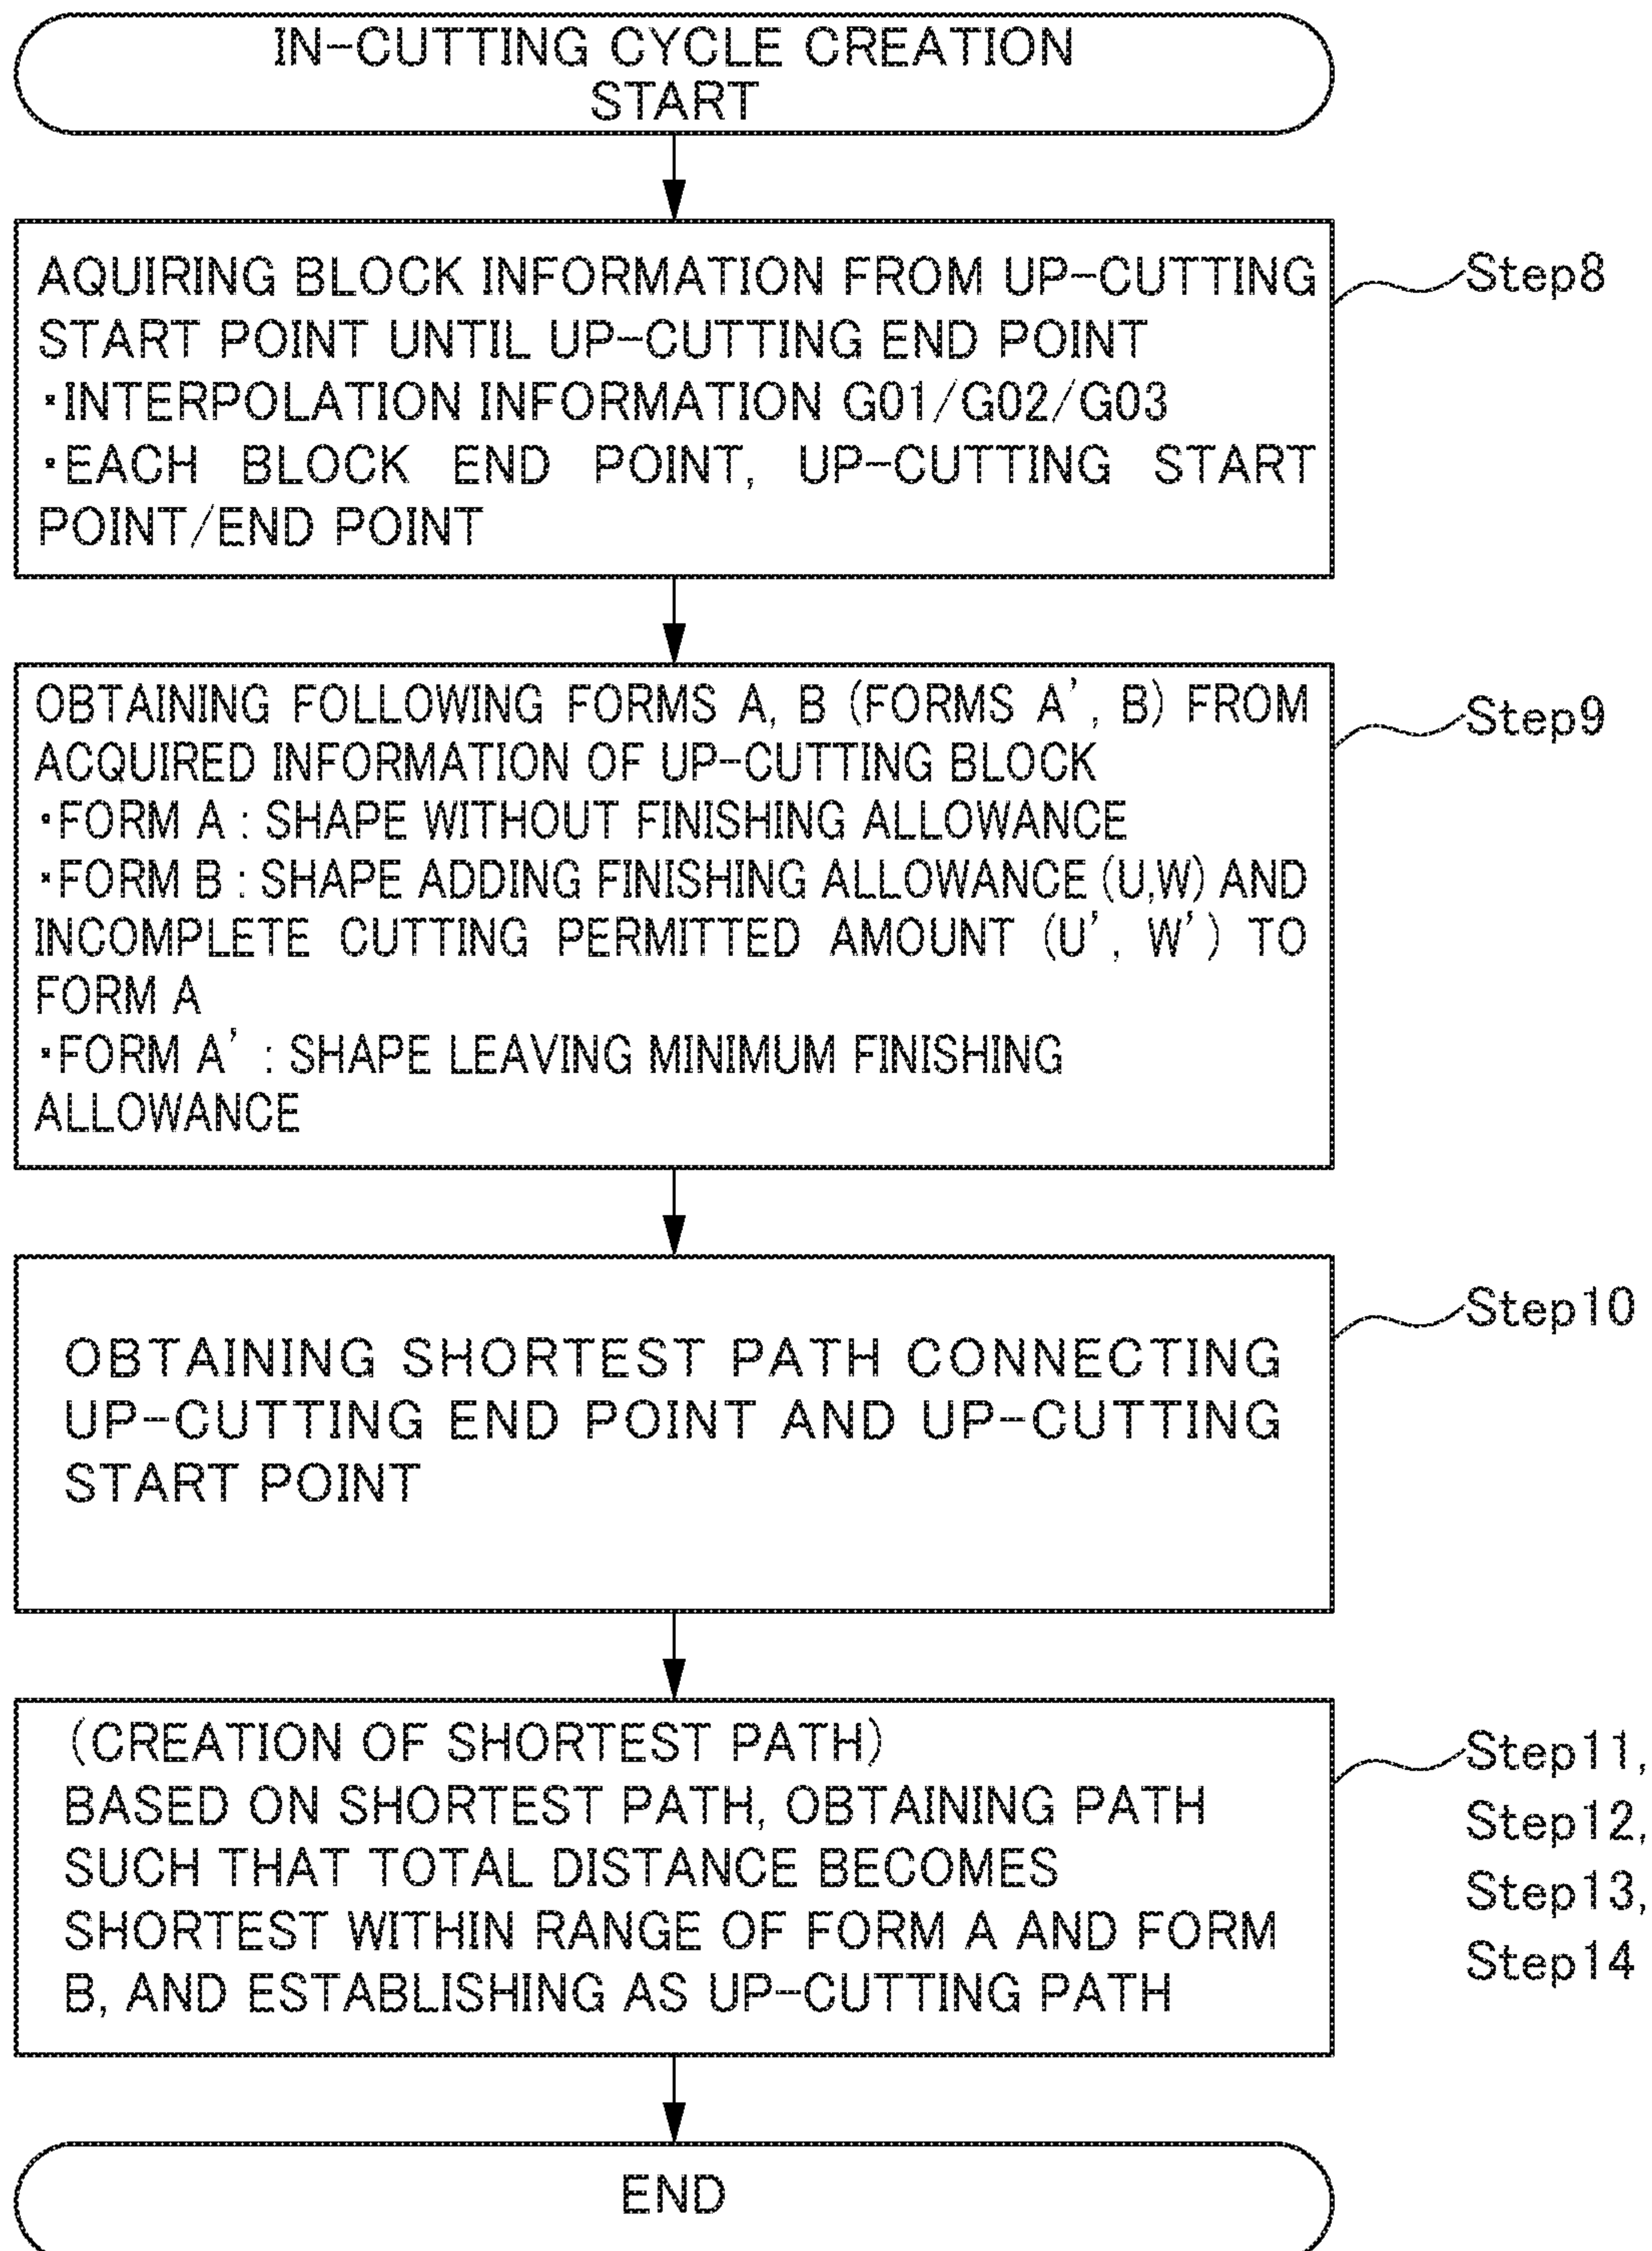 IN-CUTTING CYCLE CREATION
START
AQUIRING BLOCK INFORMATION FROM UP-CUTTING
START POINT UNTIL UP-CUTTING END POINT
・INTERPOLATION INFORMATION G01/G02/G03
・EACH BLOCK END POINT, UP-CUTTING START
POINT/END POINT
Step8
OBTAINING FOLLOWING FORMS A, B (FORMS A', B) FROM
ACQUIRED INFORMATION OF UP-CUTTING BLOCK
・FORM A : SHAPE WITHOUT FINISHING ALLOWANCE
・FORM B : SHAPE ADDING FINISHING ALLOWANCE (U,W) AND
INCOMPLETE CUTTING PERMITTED AMOUNT (U', W') TO
FORM A
・FORM A' : SHAPE LEAVING MINIMUM FINISHING
ALLOWANCE
Step9
OBTAINING SHORTEST PATH CONNECTING
UP-CUTTING END POINT AND UP-CUTTING
START POINT
Step10
(CREATION OF SHORTEST PATH)
BASED ON SHORTEST PATH, OBTAINING PATH
SUCH THAT TOTAL DISTANCE BECOMES
SHORTEST WITHIN RANGE OF FORM A AND FORM
B, AND ESTABLISHING AS UP-CUTTING PATH
Step11,
Step12,
Step13,
Step14
END